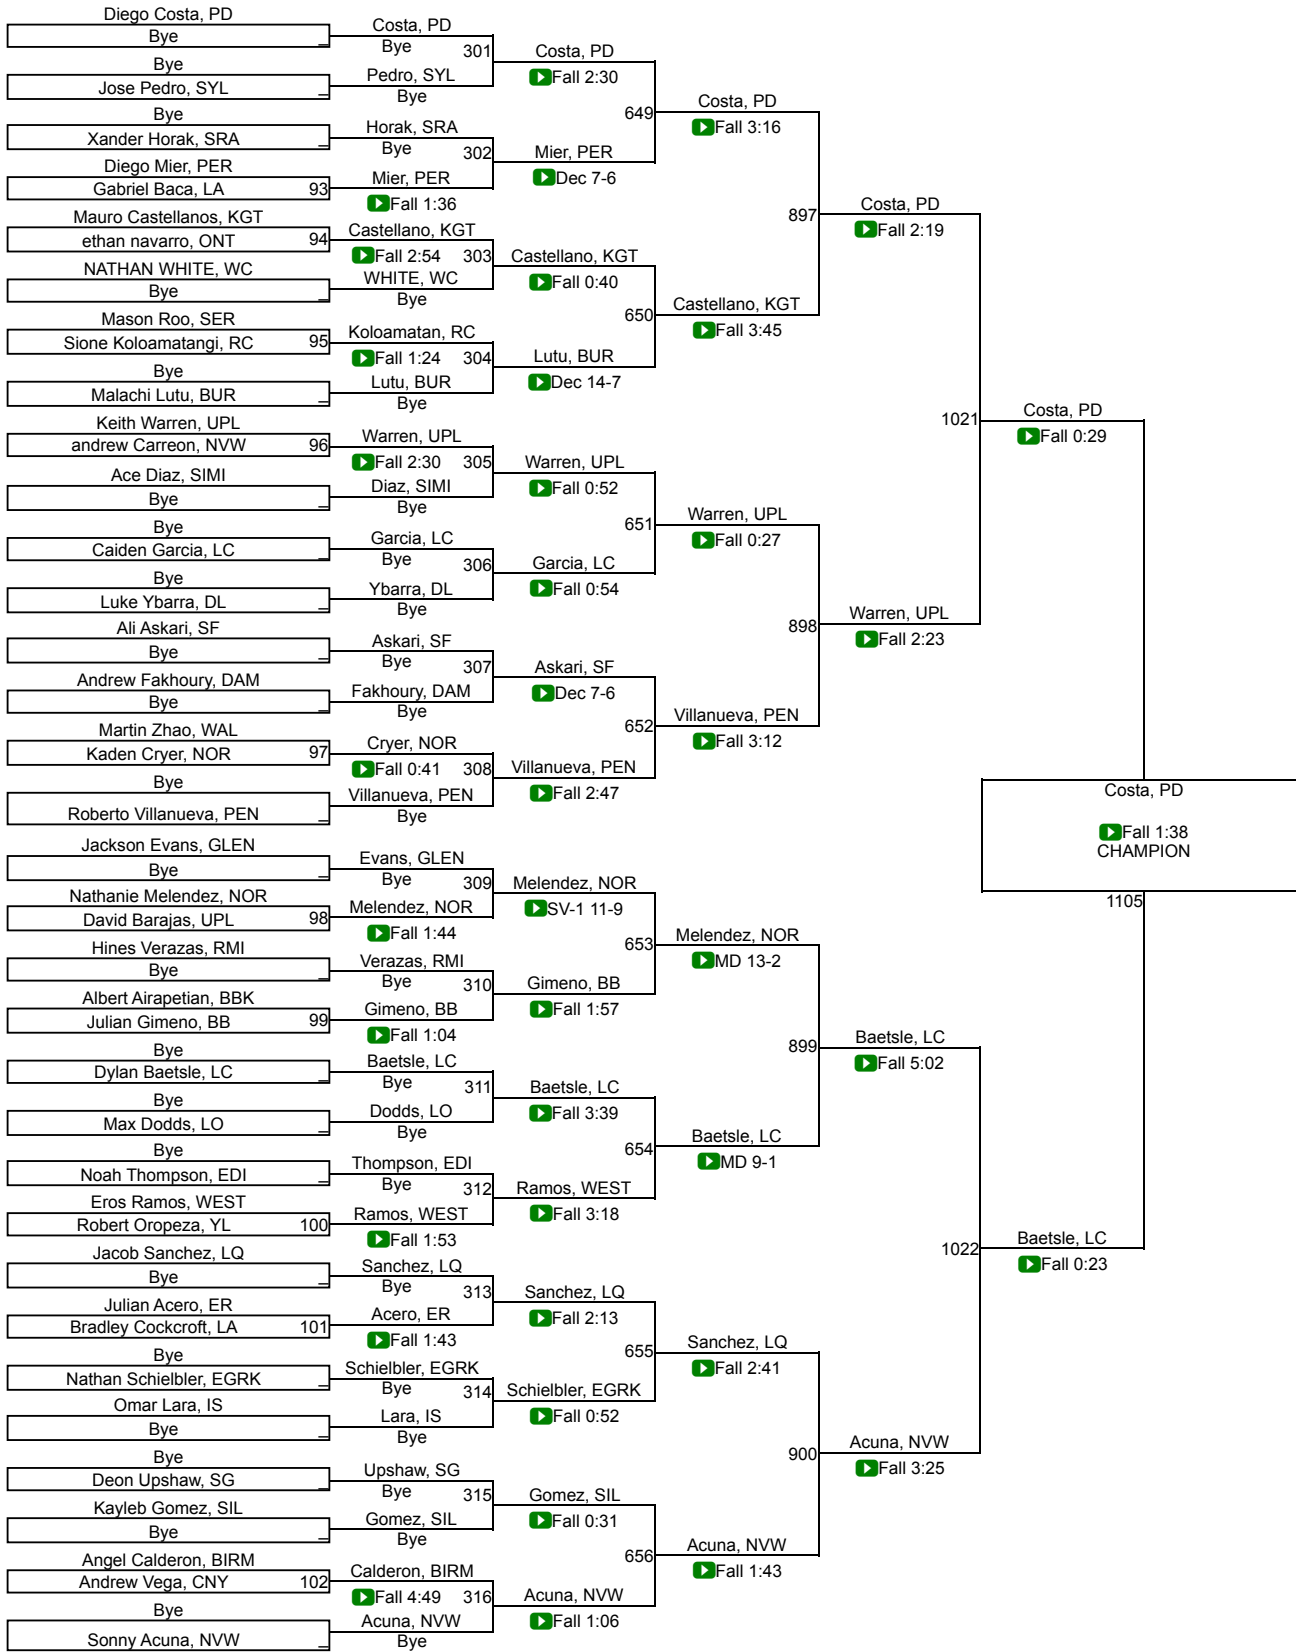 Diego Costa, PD
Bye _
Bye
Jose Pedro, SYL _
Bye
Xander Horak, SRA _
Diego Mier, PER
Gabriel Baca, LA 93
Mauro Castellanos, KGT
ethan navarro, ONT 94
NATHAN WHITE, WC
Bye _
Mason Roo, SER
Sione Koloamatangi, RC 95
Bye
Malachi Lutu, BUR _
Keith Warren, UPL
andrew Carreon, NVW 96
Ace Diaz, SIMI
Bye _
Bye
Caiden Garcia, LC _
Bye
Luke Ybarra, DL _
Ali Askari, SF
Bye _
Andrew Fakhoury, DAM
Bye _
Martin Zhao, WAL
Kaden Cryer, NOR 97
Bye
Roberto Villanueva, PEN _
Jackson Evans, GLEN
Bye _
Nathanie Melendez, NOR
David Barajas, UPL 98
Hines Verazas, RMI
Bye _
Albert Airapetian, BBK
Julian Gimeno, BB 99
Bye
Dylan Baetsle, LC _
Bye
Max Dodds, LO _
Bye
Noah Thompson, EDI _
Eros Ramos, WEST
Robert Oropeza, YL 100
Jacob Sanchez, LQ
Bye _
Julian Acero, ER
Bradley Cockcroft, LA 101
Bye
Nathan Schielbler, EGRK _
Omar Lara, IS
Bye _
Bye
Deon Upshaw, SG _
Kayleb Gomez, SIL
Bye _
Angel Calderon, BIRM
Andrew Vega, CNY 102
Bye
Sonny Acuna, NVW _
Costa, PD
Bye 301
Pedro, SYL
Bye
Horak, SRA
Bye 302
Mier, PER
Fall 1:36
Castellano, KGT
Fall 2:54 303
WHITE, WC
Bye
Koloamatan, RC
Fall 1:24 304
Lutu, BUR
Bye
Warren, UPL
Fall 2:30 305
Diaz, SIMI
Bye
Garcia, LC
Bye 306
Ybarra, DL
Bye
Askari, SF
Bye 307
Fakhoury, DAM
Bye
Cryer, NOR
Fall 0:41 308
Villanueva, PEN
Bye
Evans, GLEN
Bye 309
Melendez, NOR
Fall 1:44
Verazas, RMI
Bye 310
Gimeno, BB
Fall 1:04
Baetsle, LC
Bye 311
Dodds, LO
Bye
Thompson, EDI
Bye 312
Ramos, WEST
Fall 1:53
Sanchez, LQ
Bye 313
Acero, ER
Fall 1:43
Schielbler, EGRK
Bye 314
Lara, IS
Bye
Upshaw, SG
Bye 315
Gomez, SIL
Bye
Calderon, BIRM
Fall 4:49 316
Acuna, NVW
Bye
Costa, PD
Fall 2:30
649
Mier, PER
Dec 7-6
Castellano, KGT
Fall 0:40
650
Lutu, BUR
Dec 14-7
Warren, UPL
Fall 0:52
651
Garcia, LC
Fall 0:54
Askari, SF
Dec 7-6
652
Villanueva, PEN
Fall 2:47
Melendez, NOR
SV-1 11-9
653
Gimeno, BB
Fall 1:57
Baetsle, LC
Fall 3:39
654
Ramos, WEST
Fall 3:18
Sanchez, LQ
Fall 2:13
655
Schielbler, EGRK
Fall 0:52
Gomez, SIL
Fall 0:31
656
Acuna, NVW
Fall 1:06
Costa, PD
Fall 3:16
897
Castellano, KGT
Fall 3:45
Warren, UPL
Fall 0:27
898
Villanueva, PEN
Fall 3:12
Melendez, NOR
MD 13-2
899
Baetsle, LC
MD 9-1
Sanchez, LQ
Fall 2:41
900
Acuna, NVW
Fall 1:43
Costa, PD
Fall 2:19
1021
Warren, UPL
Fall 2:23
Baetsle, LC
Fall 5:02
1022
Acuna, NVW
Fall 3:25
Costa, PD
Fall 0:29
Baetsle, LC
Fall 0:23
Costa, PD
Fall 1:38
CHAMPION
1105